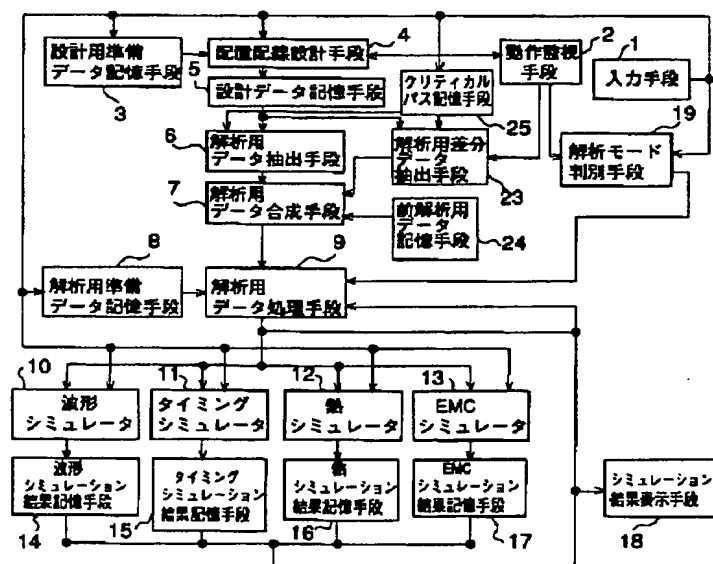 4
2
1
設計用準備
データ記憶手段
配置配線設計手段
動作監視
手段
入力手段
5
設計データ記憶手段
クリティカル
パス記憶手段
3
25
19
6
解析用
データ抽出手段
解析用差分
データ
抽出手段
解析モード
判別手段
7
解析用
データ合成手段
23
前解析用
データ
記憶手段
8
9
24
解析用準備
データ記憶手段
解析用
データ処理手段
10
11
12
13
波形
シミュレータ
タイミング
シミュレータ
熱
シミュレータ
EMC
シミュレータ
波形
シミュレーション
結果記憶手段
タイミング
シミュレーション
結果記憶手段
熱
シミュレーション
結果記憶手段
EMC
シミュレーション
結果記憶手段
シミュレーション
結果表示手段
14
15
16
17
18